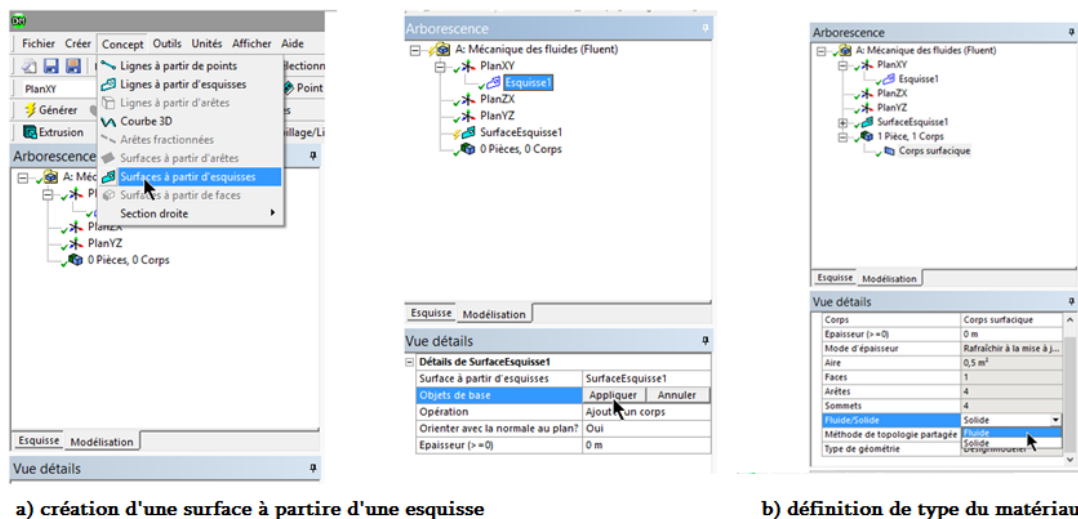 DM
Fichier Créer Concept Outils Unités Afficher Aide
Lignes à partir de points
Lignes à partir d'esquisses
Lignes à partir d'arêtes
Courbe 3D
Arêtes fractionnées
Surfaces à partir d'arêtes
Surfaces à partir d'esquisses
Surfaces à partir de faces
Section droite
PlanXY
Point
Générer
Extrusion
Arborescence
PlanYZ
0 Pièces, 0 Corps
Esquisse Modélisation
Vue détails
Arborescence
A: Mécanique des fluides (Fluent)
PlanXY
Esquisse1
PlanZX
PlanYZ
SurfaceEsquisse1
0 Pièces, 0 Corps
Esquisse Modélisation
Vue détails
Détails de SurfaceEsquisse1
Surface à partir d'esquisses SurfaceEsquisse1
Objets de base Appliquer Annuler
Opération Ajouter un corps
Orienter avec la normale au plan? Oui
Epaisseur (>=0) 0 m
Arborescence
A: Mécanique des fluides (Fluent)
PlanXY
Esquisse1
PlanZX
PlanYZ
SurfaceEsquisse1
1 Pièce, 1 Corps
Corps surfacique
Esquisse Modélisation
Vue détails
Corps Corps surfacique
Epaisseur (>=0) 0 m
Mode d'épaisseur Rafraîchir à la mise à j...
Aire 0,5 m²
Faces 1
Arêtes 4
Sommets 4
Fluide/Solide Solide
Méthode de topologie partagée Fluide
Solide
Type de géométrie DesignModeler
a) création d'une surface à partire d'une esquisse
b) définition de type du matériau